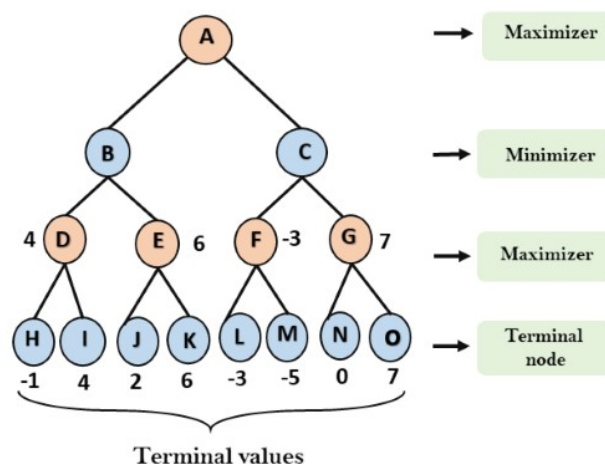 A
Maximizer
B
C
Minimizer
4 D
E 6
F -3
G 7
Maximizer
H I J K L M N O
Terminal
node
-1 4 2 6 -3 -5 0 7
Terminal values